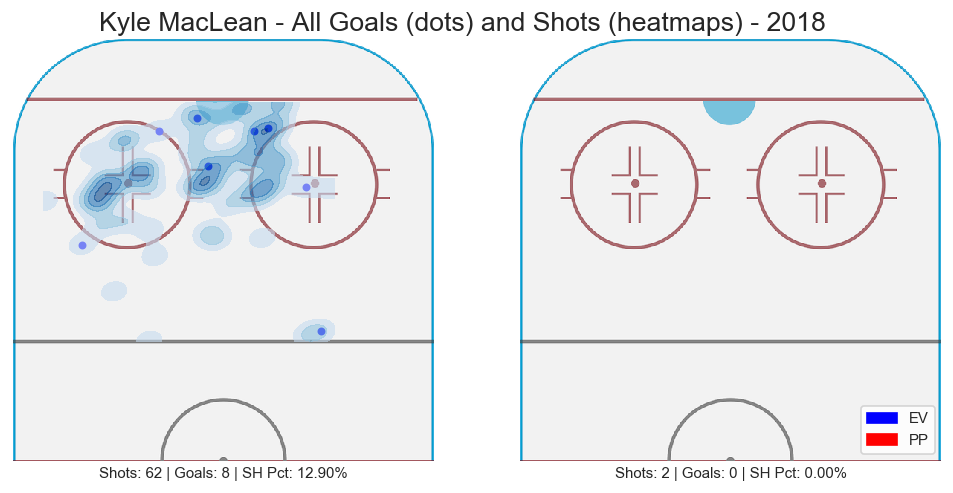 Kyle MacLean - All Goals (dots) and Shots (heatmaps) - 2018
EV
PP
Shots: 62 | Goals: 8 | SH Pct: 12.90%
Shots: 2 | Goals: 0 | SH Pct: 0.00%